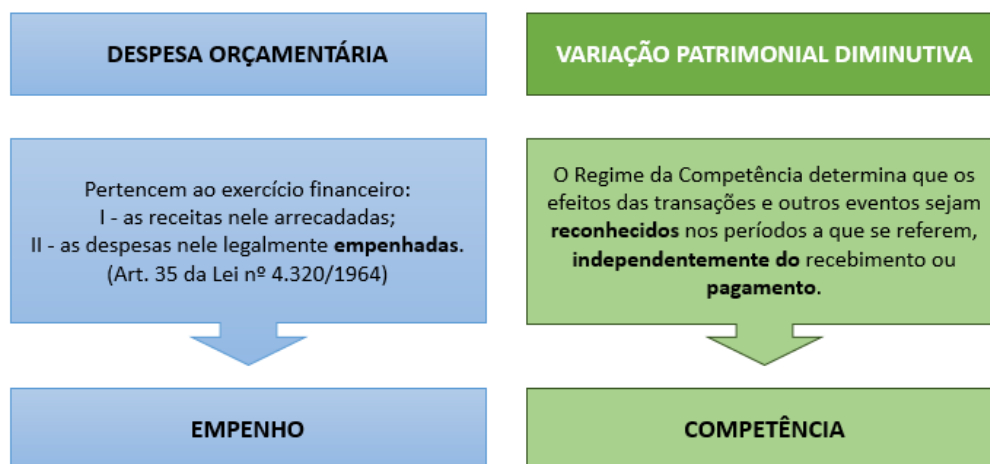 DESPESA ORÇAMENTÁRIA
Pertencem ao exercício financeiro:
I - as receitas nele arrecadadas;
II - as despesas nele legalmente empenhadas.
(Art. 35 da Lei nº 4.320/1964)
EMPENHO
VARIAÇÃO PATRIMONIAL DIMINUTIVA
O Regime da Competência determina que os
efeitos das transações e outros eventos sejam
reconhecidos nos períodos a que se referem,
independentemente do recebimento ou
pagamento.
COMPETÊNCIA